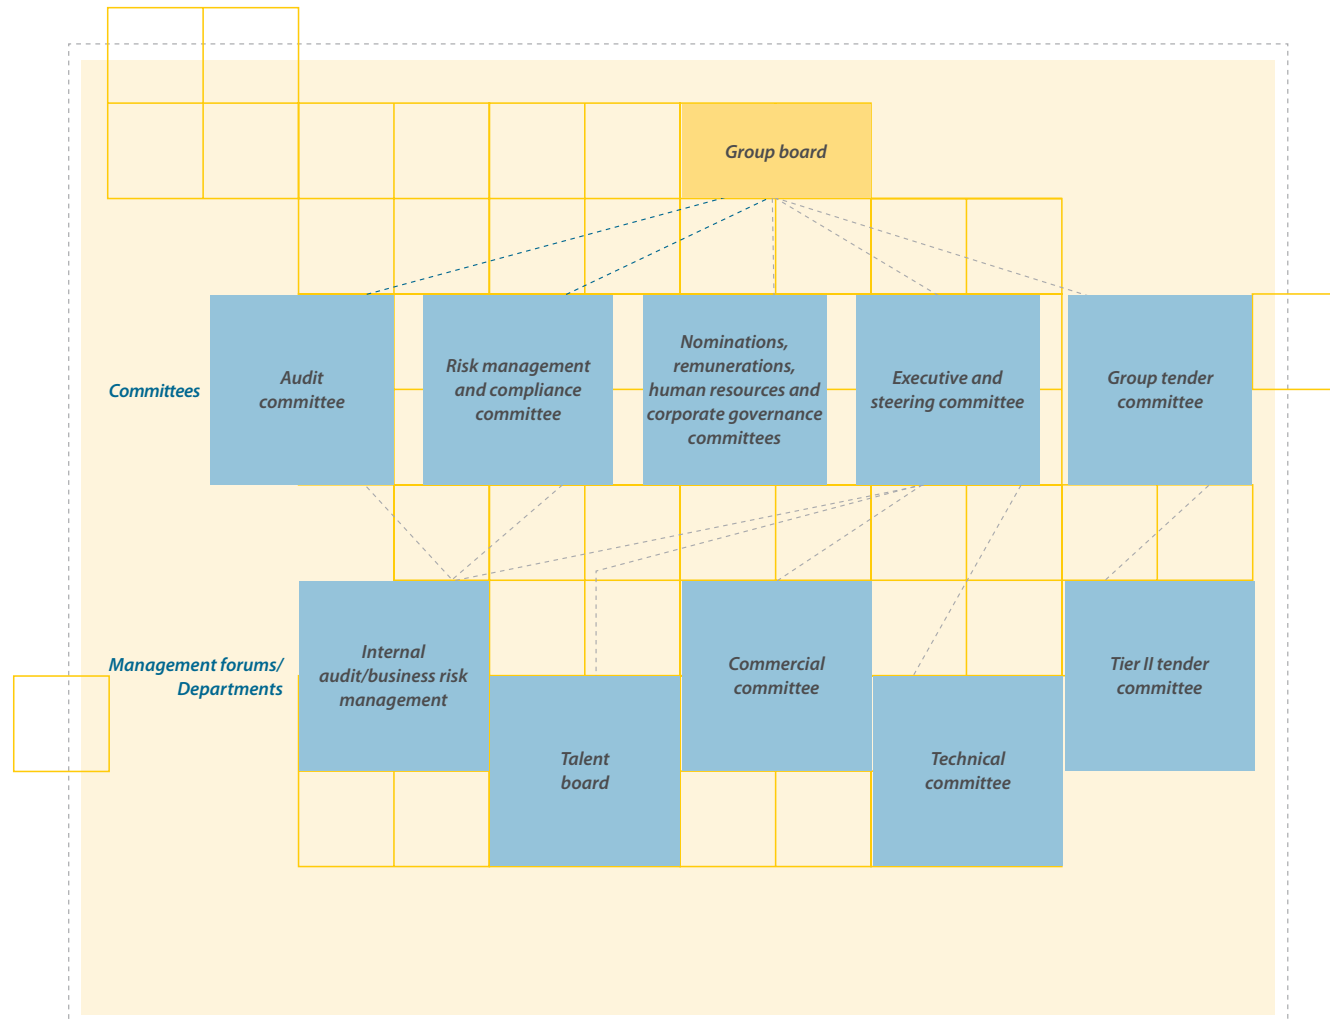 Group board
Committees
Audit
committee
Risk management
and compliance
committee
Nominations,
remunerations,
human resources and
corporate governance
committees
Executive and
steering committee
Group tender
committee
Management forums/
Departments
Internal
audit/business risk
management
Talent
board
Commercial
committee
Technical
committee
Tier II tender
committee